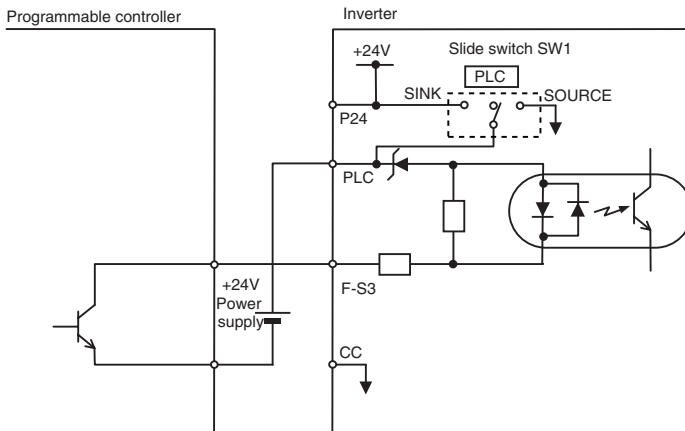 Programmable controller
Inverter
Slide switch SW1
+24V
PLC
SINK
SOURCE
P24
PLC
+24V
Power
supply
F-S3
CC